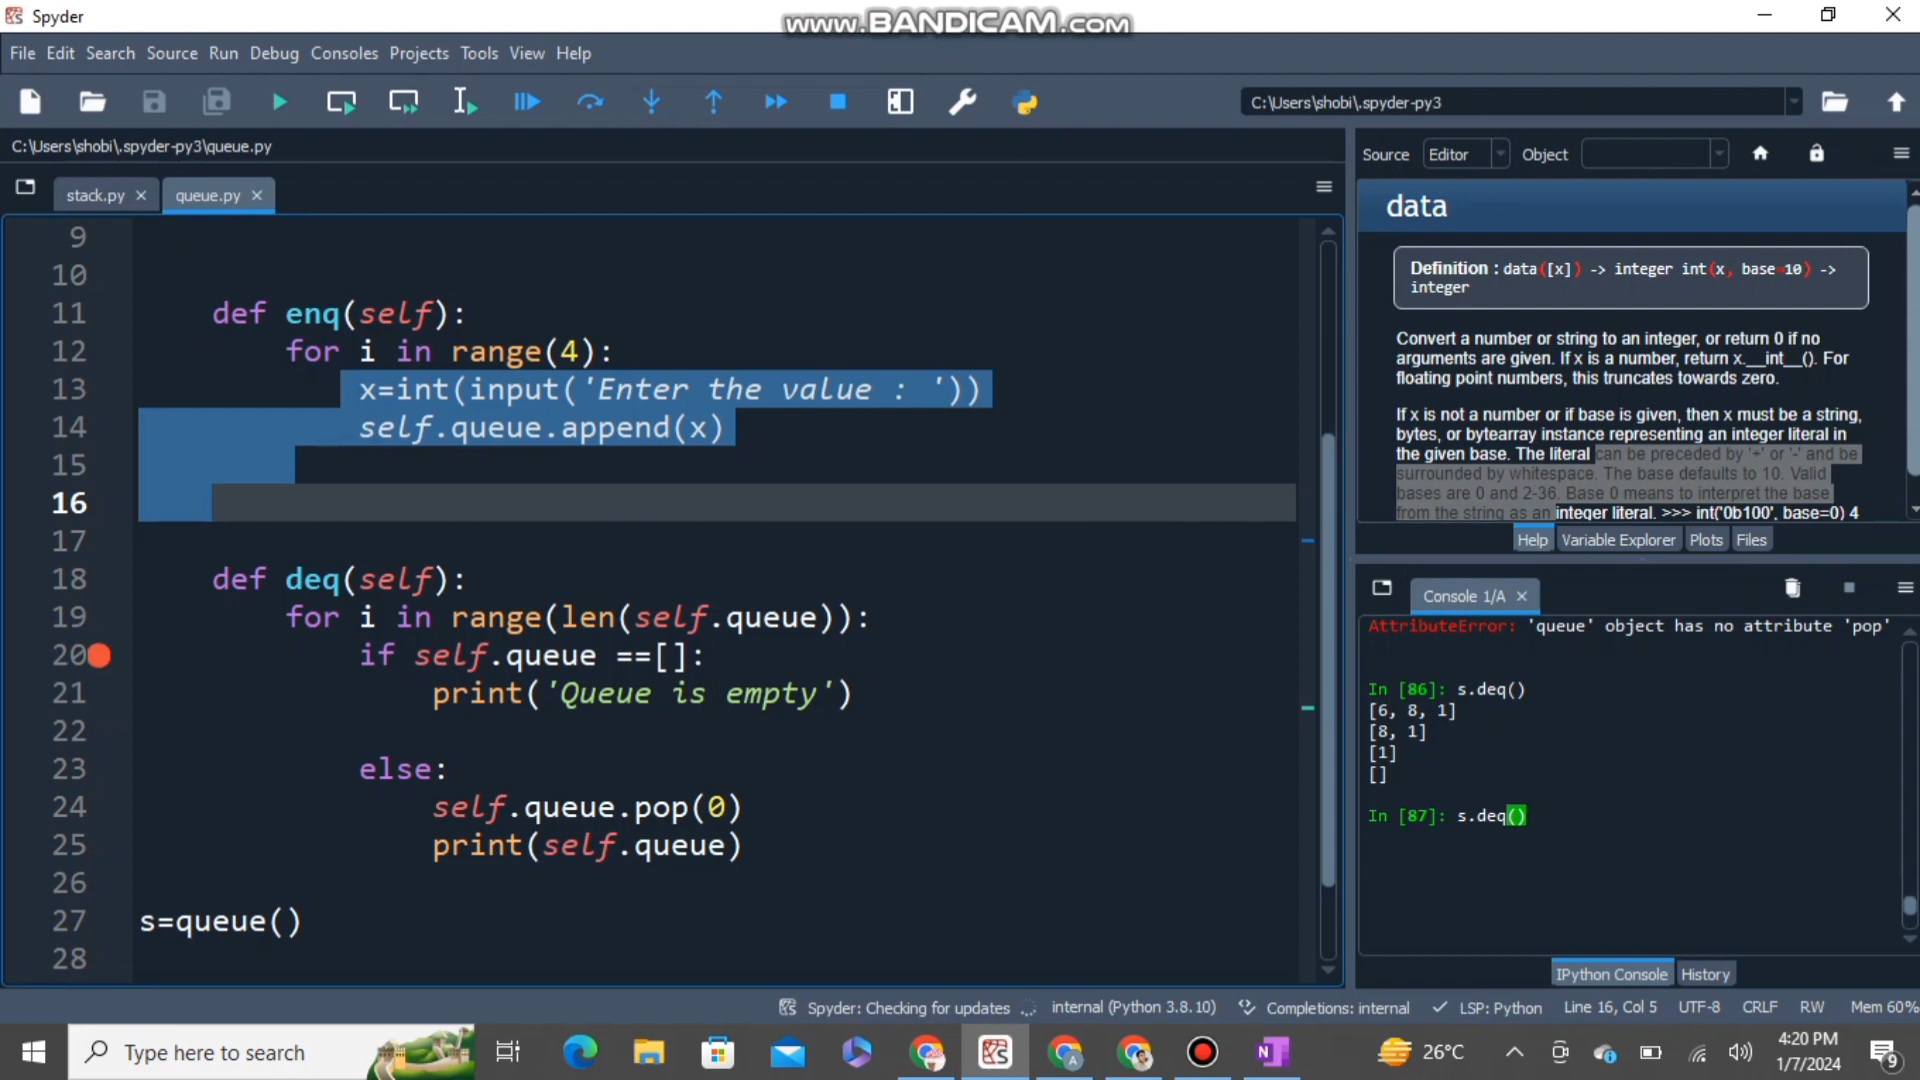 Spyder
www.BANDICAM.com
File Edit Search Source Run Debug Consoles Projects Tools View Help
C:\Users\shobi\.spyder-py3
C:\Users\shobi\.spyder-py3\queue.py
stack.py
queue.py
9
10
11 def enq(self):
12 for i in range(4):
13 x=int(input('Enter the value : '))
14 self.queue.append(x)
15
16
17
18 def deq(self):
19 for i in range(len(self.queue)):
20 if self.queue ==[]:
21 print('Queue is empty')
22
23 else:
24 self.queue.pop(0)
25 print(self.queue)
26
27 s=queue()
28
Source Editor Object
data
Definition : data([x]) -> integer int(x, base=10) ->
integer
Convert a number or string to an integer, or return 0 if no
arguments are given. If x is a number, return x.__int__(). For
floating point numbers, this truncates towards zero.
If x is not a number or if base is given, then x must be a string,
bytes, or bytearray instance representing an integer literal in
the given base. The literal can be preceded by '+' or '-' and be
surrounded by whitespace. The base defaults to 10. Valid
bases are 0 and 2-36. Base 0 means to interpret the base
from the string as an integer literal. >>> int('0b100', base=0) 4
Help Variable Explorer Plots Files
Console 1/A
AttributeError: 'queue' object has no attribute 'pop'
In [86]: s.deq()
[6, 8, 1]
[8, 1]
[1]
[]
In [87]: s.deq()
IPython Console History
Spyder: Checking for updates internal (Python 3.8.10) Completions: internal LSP: Python Line 16, Col 5 UTF-8 CRLF RW Mem 60%
Type here to search
26°C
4:20 PM
1/7/2024
9